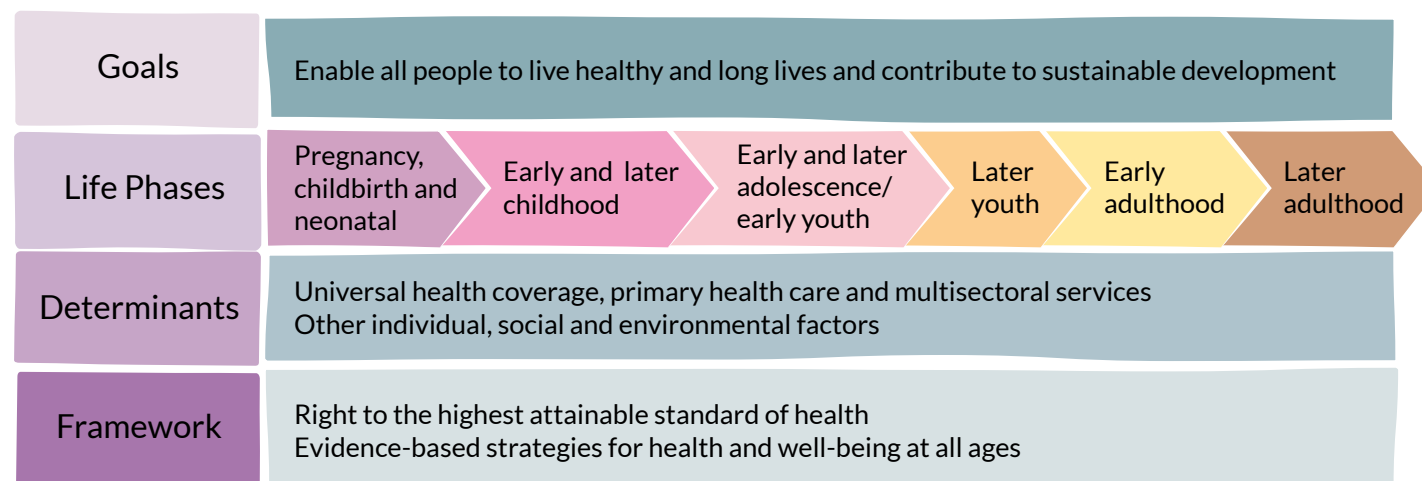 Goals
Enable all people to live healthy and long lives and contribute to sustainable development
Life Phases
Pregnancy,
childbirth and
neonatal
Early and later
childhood
Early and later
adolescence/
early youth
Later
youth
Early
adulthood
Later
adulthood
Determinants
Universal health coverage, primary health care and multisectoral services
Other individual, social and environmental factors
Framework
Right to the highest attainable standard of health
Evidence-based strategies for health and well-being at all ages